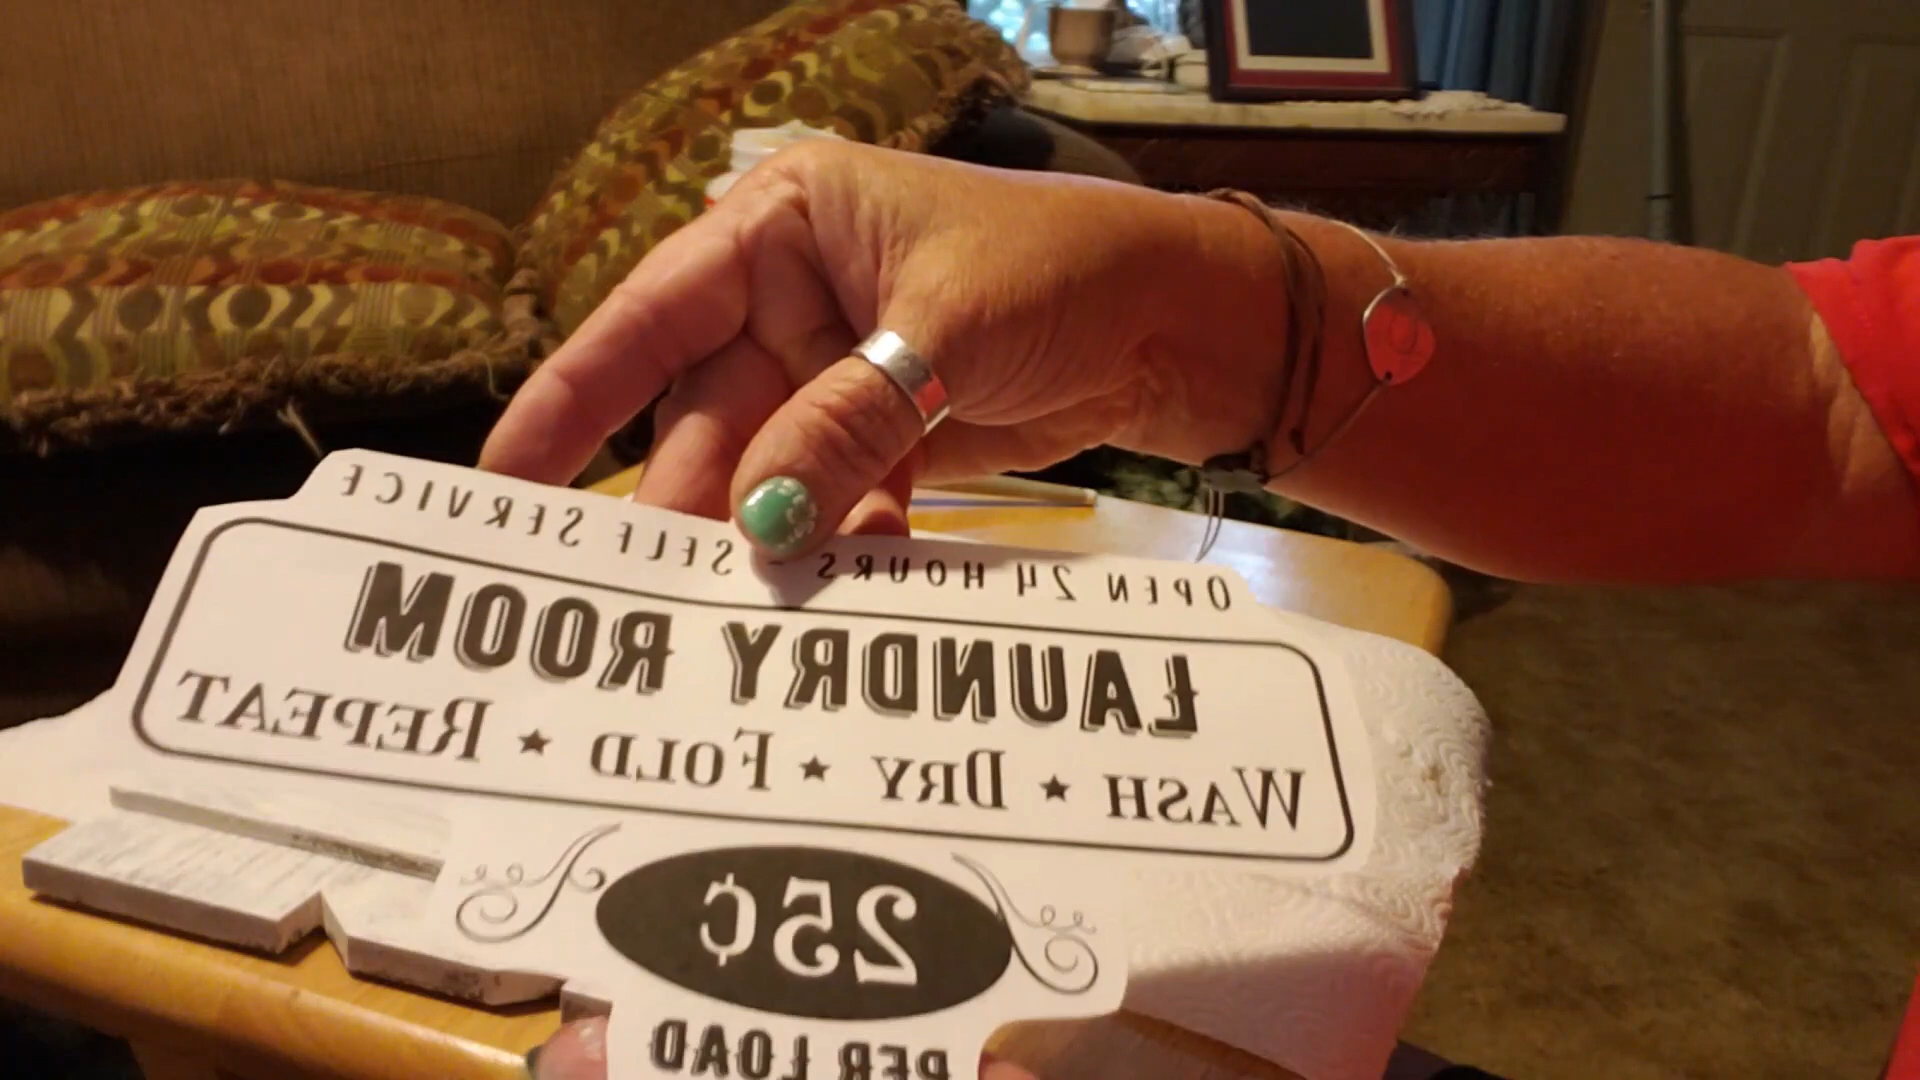 OPEN 24 HOURS - SELF SERVICE
LAUNDRY ROOM
WASH ★ DRY ★ FOLD ★ REPEAT
25¢
PER LOAD